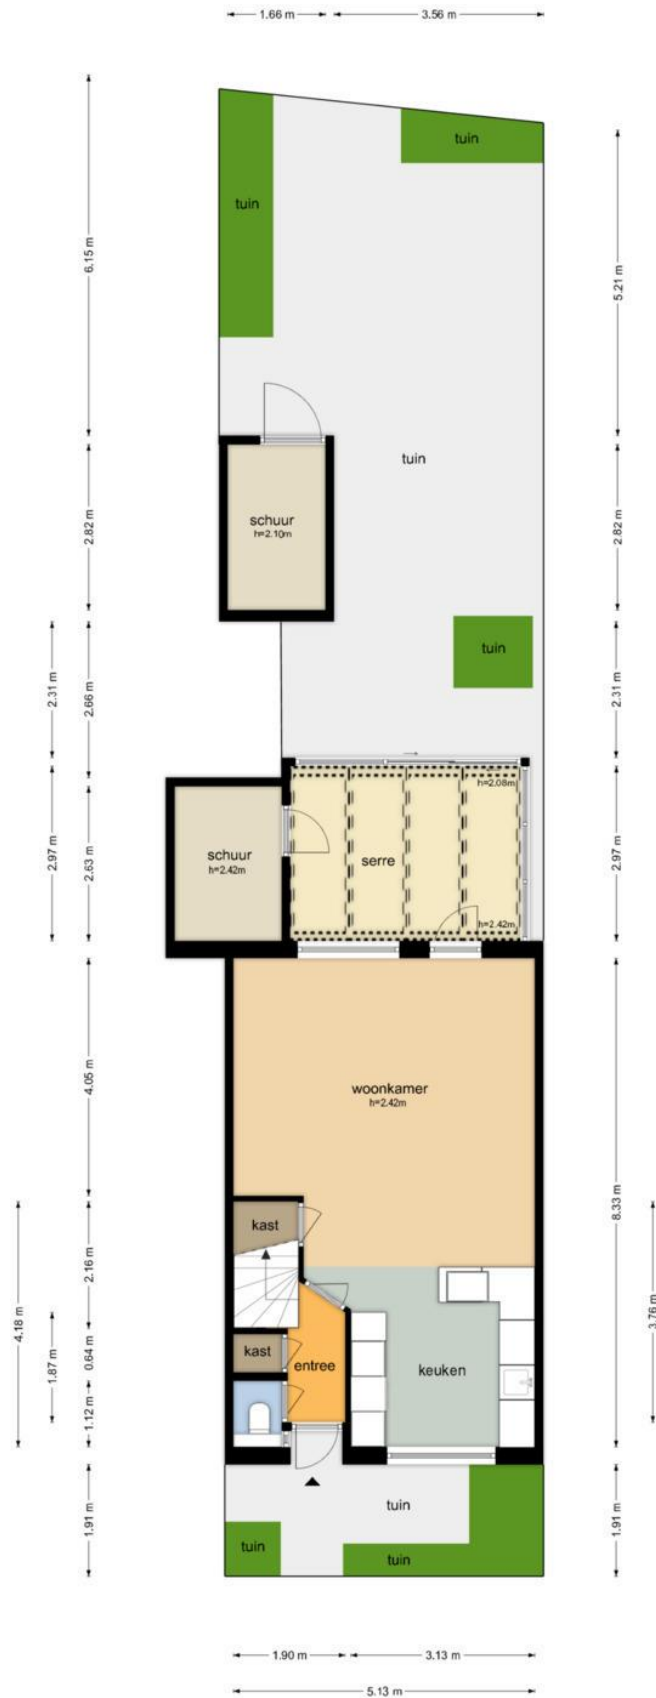 1.66 m
3.56 m
tuin
tuin
6.15 m
5.21 m
tuin
schuur
h=2.10m
2.82 m
2.82 m
tuin
2.31 m
2.66 m
2.31 m
h=2.08m
schuur
h=2.42m
serre
2.97 m
2.63 m
2.97 m
h=2.42m
woonkamer
h=2.42m
4.05 m
8.33 m
kast
2.16 m
4.18 m
3.76 m
kast
entree
keuken
0.64 m
1.87 m
1.12 m
tuin
1.91 m
1.91 m
tuin
tuin
1.90 m
3.13 m
5.13 m